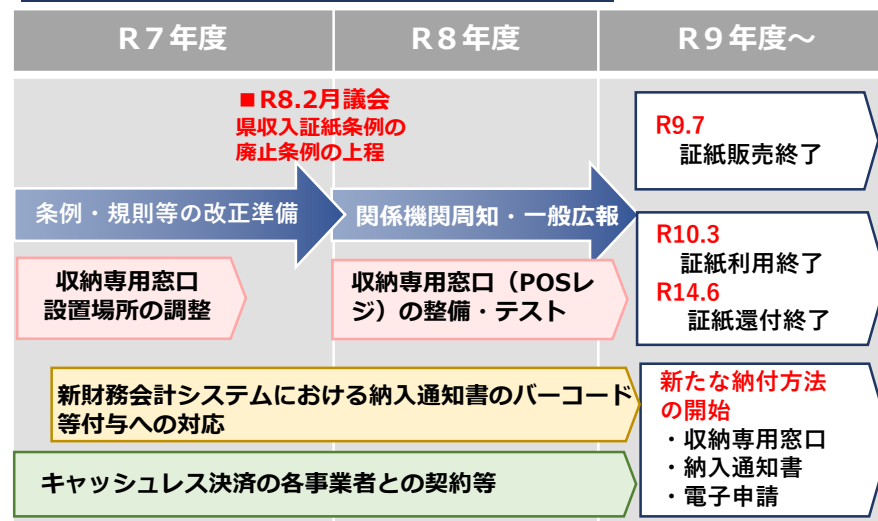 R7年度
R8年度
R9年度～
■R8.2月議会
県収入証紙条例の
廃止条例の上程
条例・規則等の改正準備
関係機関周知・一般広報
収納専用窓口
設置場所の調整
収納専用窓口（POSレ
ジ）の整備・テスト
新財務会計システムにおける納入通知書のバーコード
等付与への対応
キャッシュレス決済の各事業者との契約等
R9.7
証紙販売終了
R10.3
証紙利用終了
R14.6
証紙還付終了
新たな納付方法
の開始
・収納専用窓口
・納入通知書
・電子申請